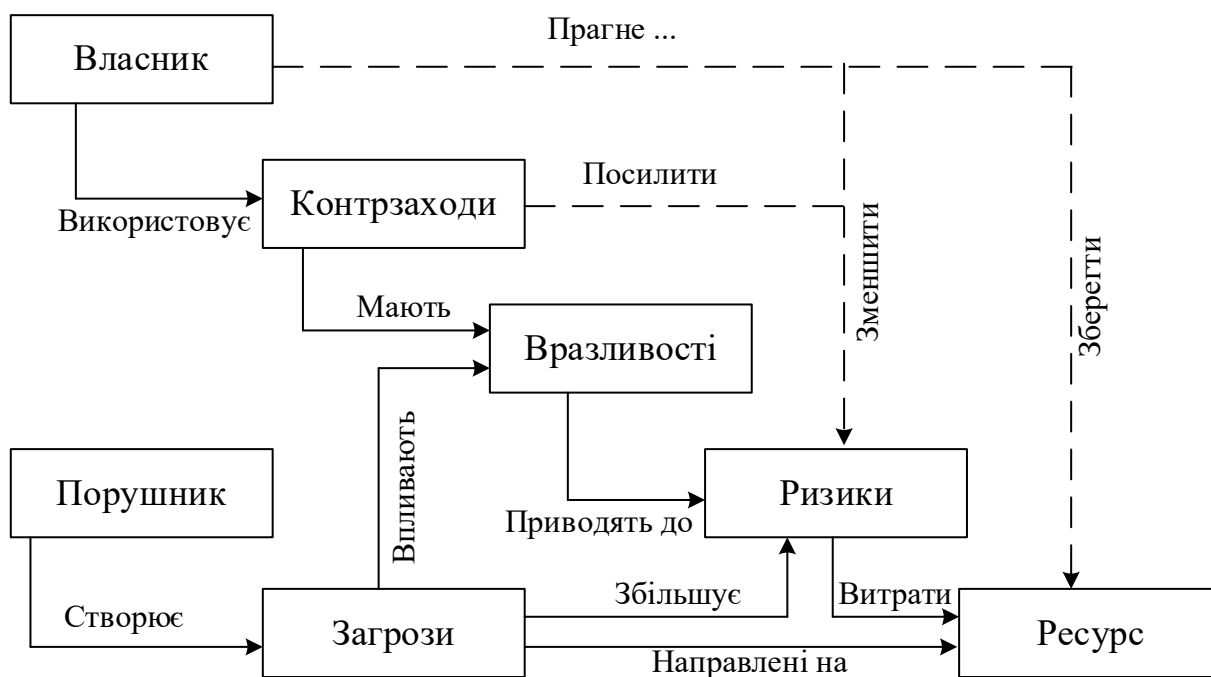 Прагне ...
Власник
Посилити
Контрзаходи
Використовує
Зменшити
Зберегти
Мають
Вразливості
Впливають
Порушник
Ризики
Приводять до
Створює
Збільшує
Витрати
Загрози
Ресурс
Направлені на